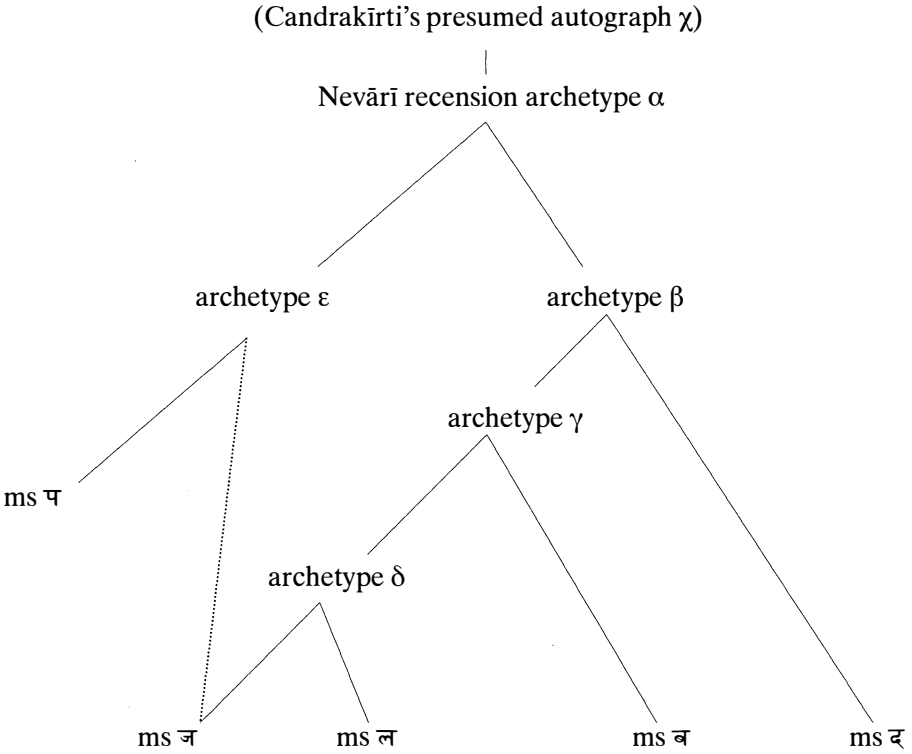 (Candrakīrti's presumed autograph χ)
Nevārī recension archetype α
archetype ε
archetype β
archetype γ
ms प
archetype δ
ms ज
ms ल
ms ब
ms द